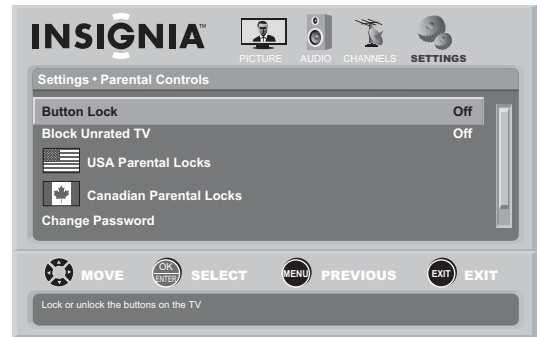 INSIGNIA™
PICTURE AUDIO CHANNELS SETTINGS
Settings • Parental Controls
Button Lock Off
Block Unrated TV Off
USA Parental Locks
Canadian Parental Locks
Change Password
MOVE OK ENTER SELECT MENU PREVIOUS EXIT EXIT
Lock or unlock the buttons on the TV